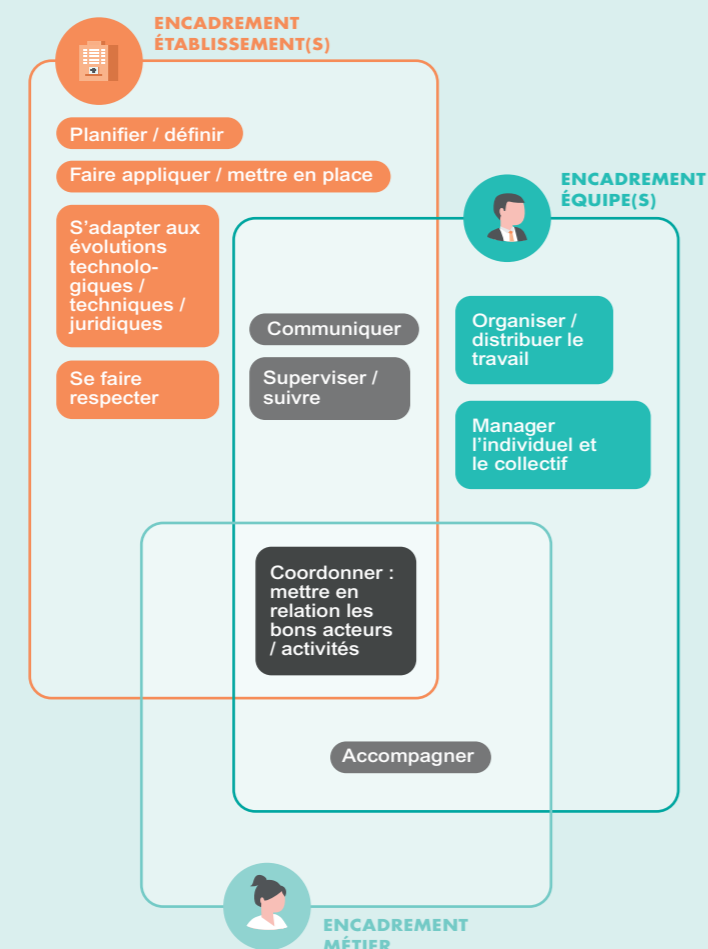 ENCADREMENT
ÉTABLISSEMENT(S)
Planifier / définir
Faire appliquer / mettre en place
S’adapter aux
évolutions
technolo-
giques /
techniques /
juridiques
Se faire
respecter
ENCADREMENT
ÉQUIPE(S)
Communiquer
Superviser /
suivre
Organiser /
distribuer le
travail
Manager
l’individuel et
le collectif
Coordonner :
mettre en
relation les
bons acteurs
/ activités
Accompagner
ENCADREMENT
MÉTIER